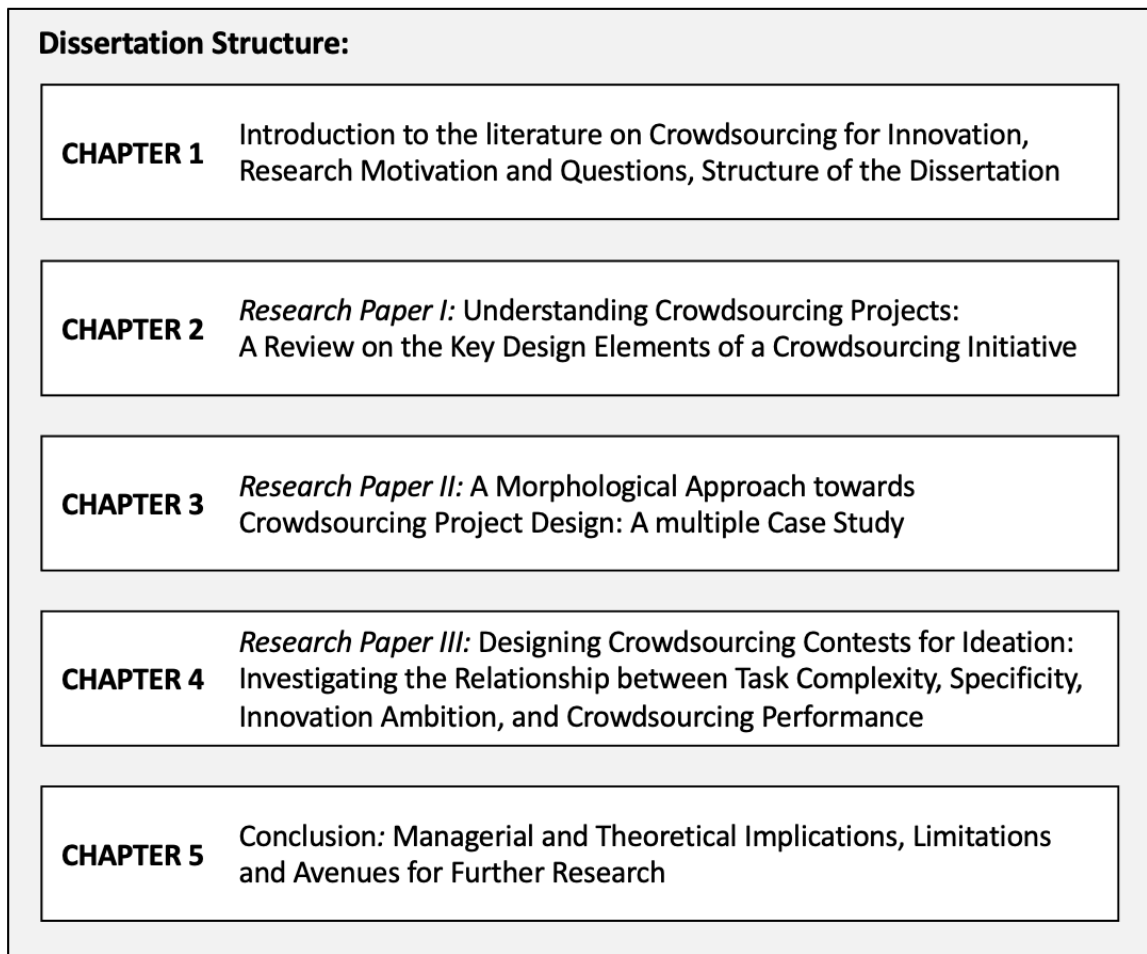 Dissertation Structure:
CHAPTER 1
Introduction to the literature on Crowdsourcing for Innovation,
Research Motivation and Questions, Structure of the Dissertation
CHAPTER 2
Research Paper I: Understanding Crowdsourcing Projects:
A Review on the Key Design Elements of a Crowdsourcing Initiative
CHAPTER 3
Research Paper II: A Morphological Approach towards
Crowdsourcing Project Design: A multiple Case Study
CHAPTER 4
Research Paper III: Designing Crowdsourcing Contests for Ideation:
Investigating the Relationship between Task Complexity, Specificity,
Innovation Ambition, and Crowdsourcing Performance
CHAPTER 5
Conclusion: Managerial and Theoretical Implications, Limitations
and Avenues for Further Research